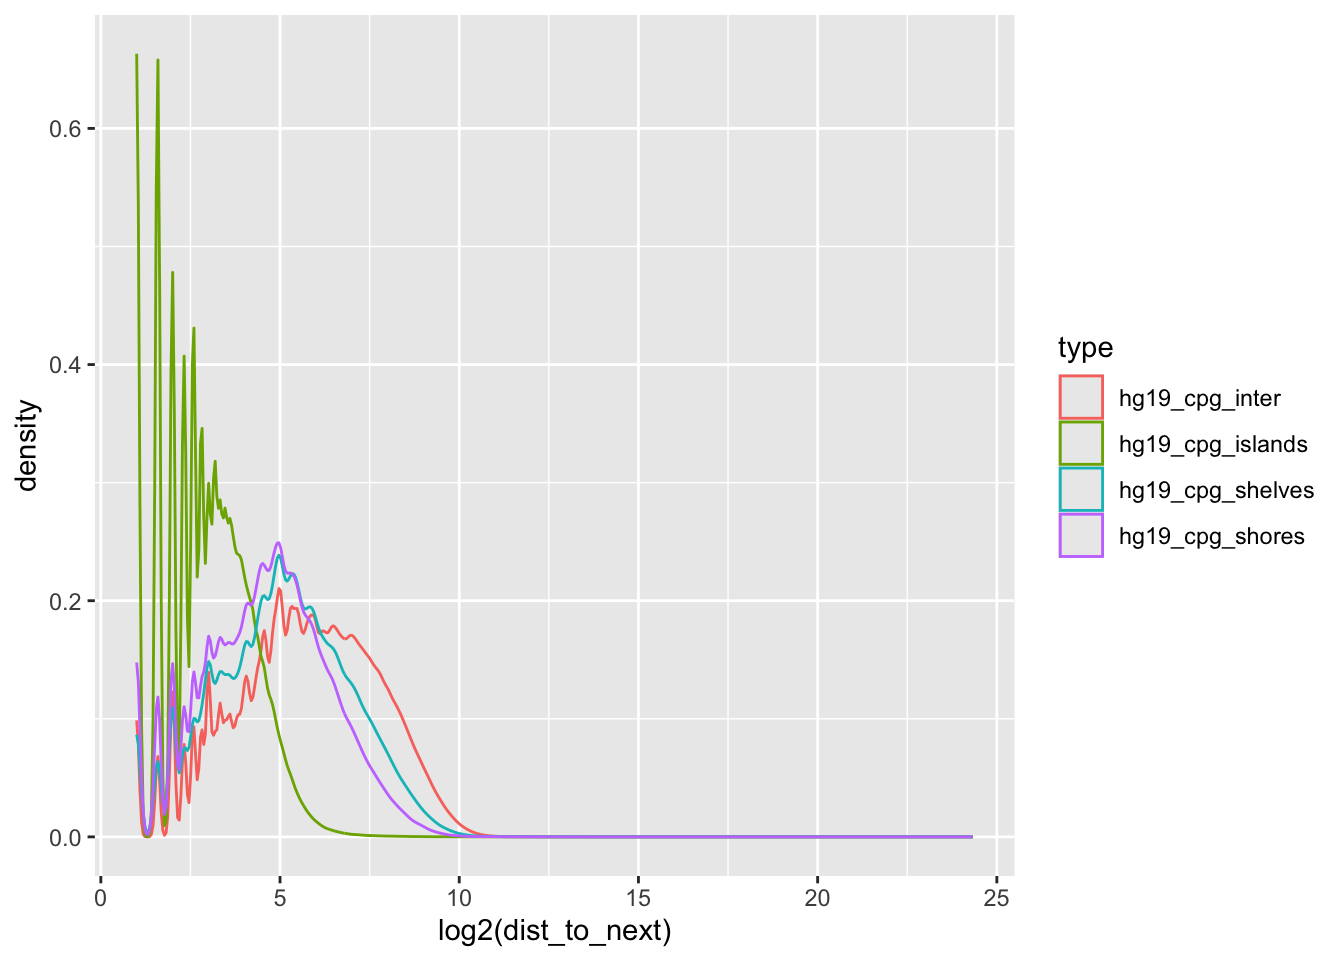 0.6
0.4
0.2
0.0
density
0
5
10
15
20
25
log2(dist_to_next)
type
hg19_cpg_inter
hg19_cpg_islands
hg19_cpg_shelves
hg19_cpg_shores